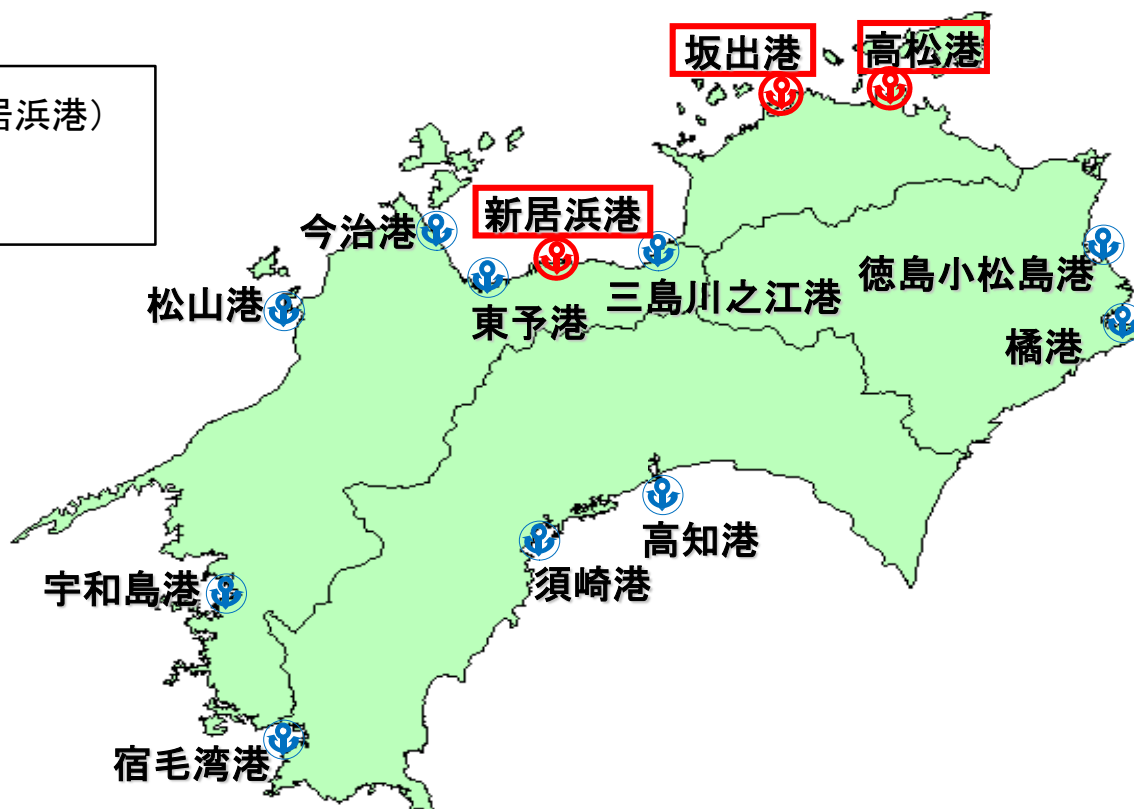 居浜港）
坂出港
高松港
新居浜港
今治港
松山港
東予港
三島川之江港
徳島小松島港
橘港
高知港
須崎港
宇和島港
宿毛湾港